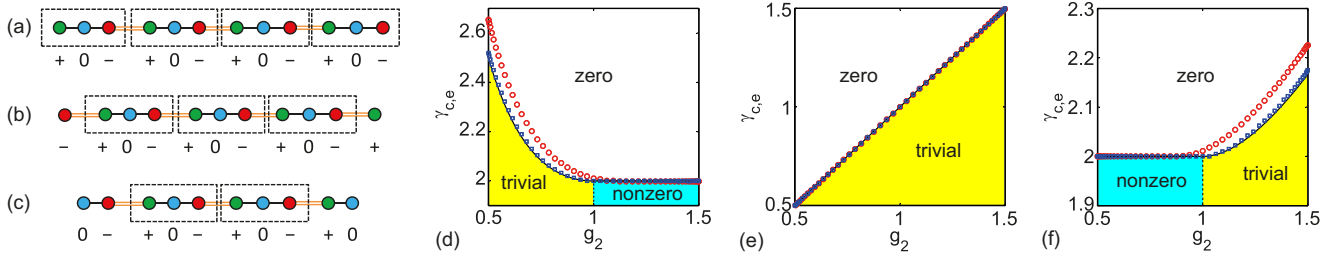 (a)
+ 0 − + 0 − + 0 − + 0 −
(b)
− + 0 − + 0 − + 0 − +
(c)
0 − + 0 − + 0 − + 0
2.6
2.4
2.2
2
γc,e
zero
trivial
nonzero
0.5 1 1.5
g2
(d)
1.5
1
0.5
γc,e
zero
trivial
0.5 1 1.5
g2
(e)
2.3
2.2
2.1
2
1.9
γc,e
zero
nonzero
trivial
0.5 1 1.5
g2
(f)